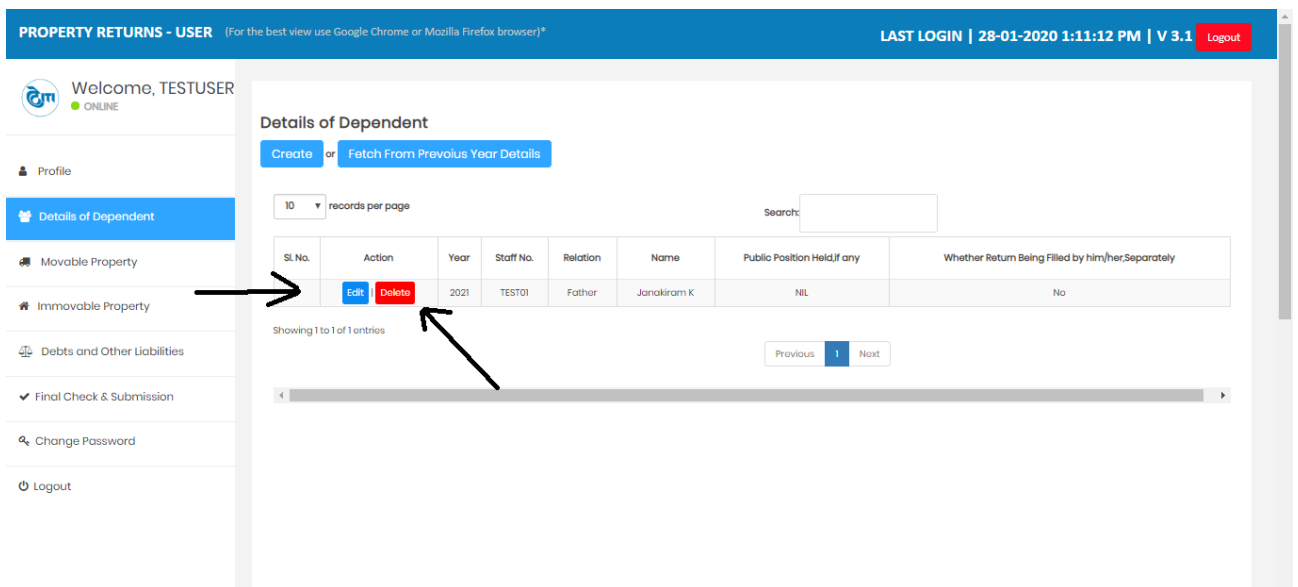 PROPERTY RETURNS - USER (For the best view use Google Chrome or Mozilla Firefox browser)* LAST LOGIN | 28-01-2020 1:11:12 PM | V 3.1 Logout
Welcome, TESTUSER
ONLINE
Profile
Details of Dependent
Movable Property
Immovable Property
Debts and Other Liabilities
Final Check & Submission
Change Password
Logout
Details of Dependent
Create or Fetch From Prevoius Year Details
10 records per page Search:
Sl. No. Action Year Staff No. Relation Name Public Position Held,if any Whether Return Being Filled by him/her,Separately
Edit | Delete 2021 TEST01 Father Janakiram K NIL No
Showing 1 to 1 of 1 entries
Previous 1 Next